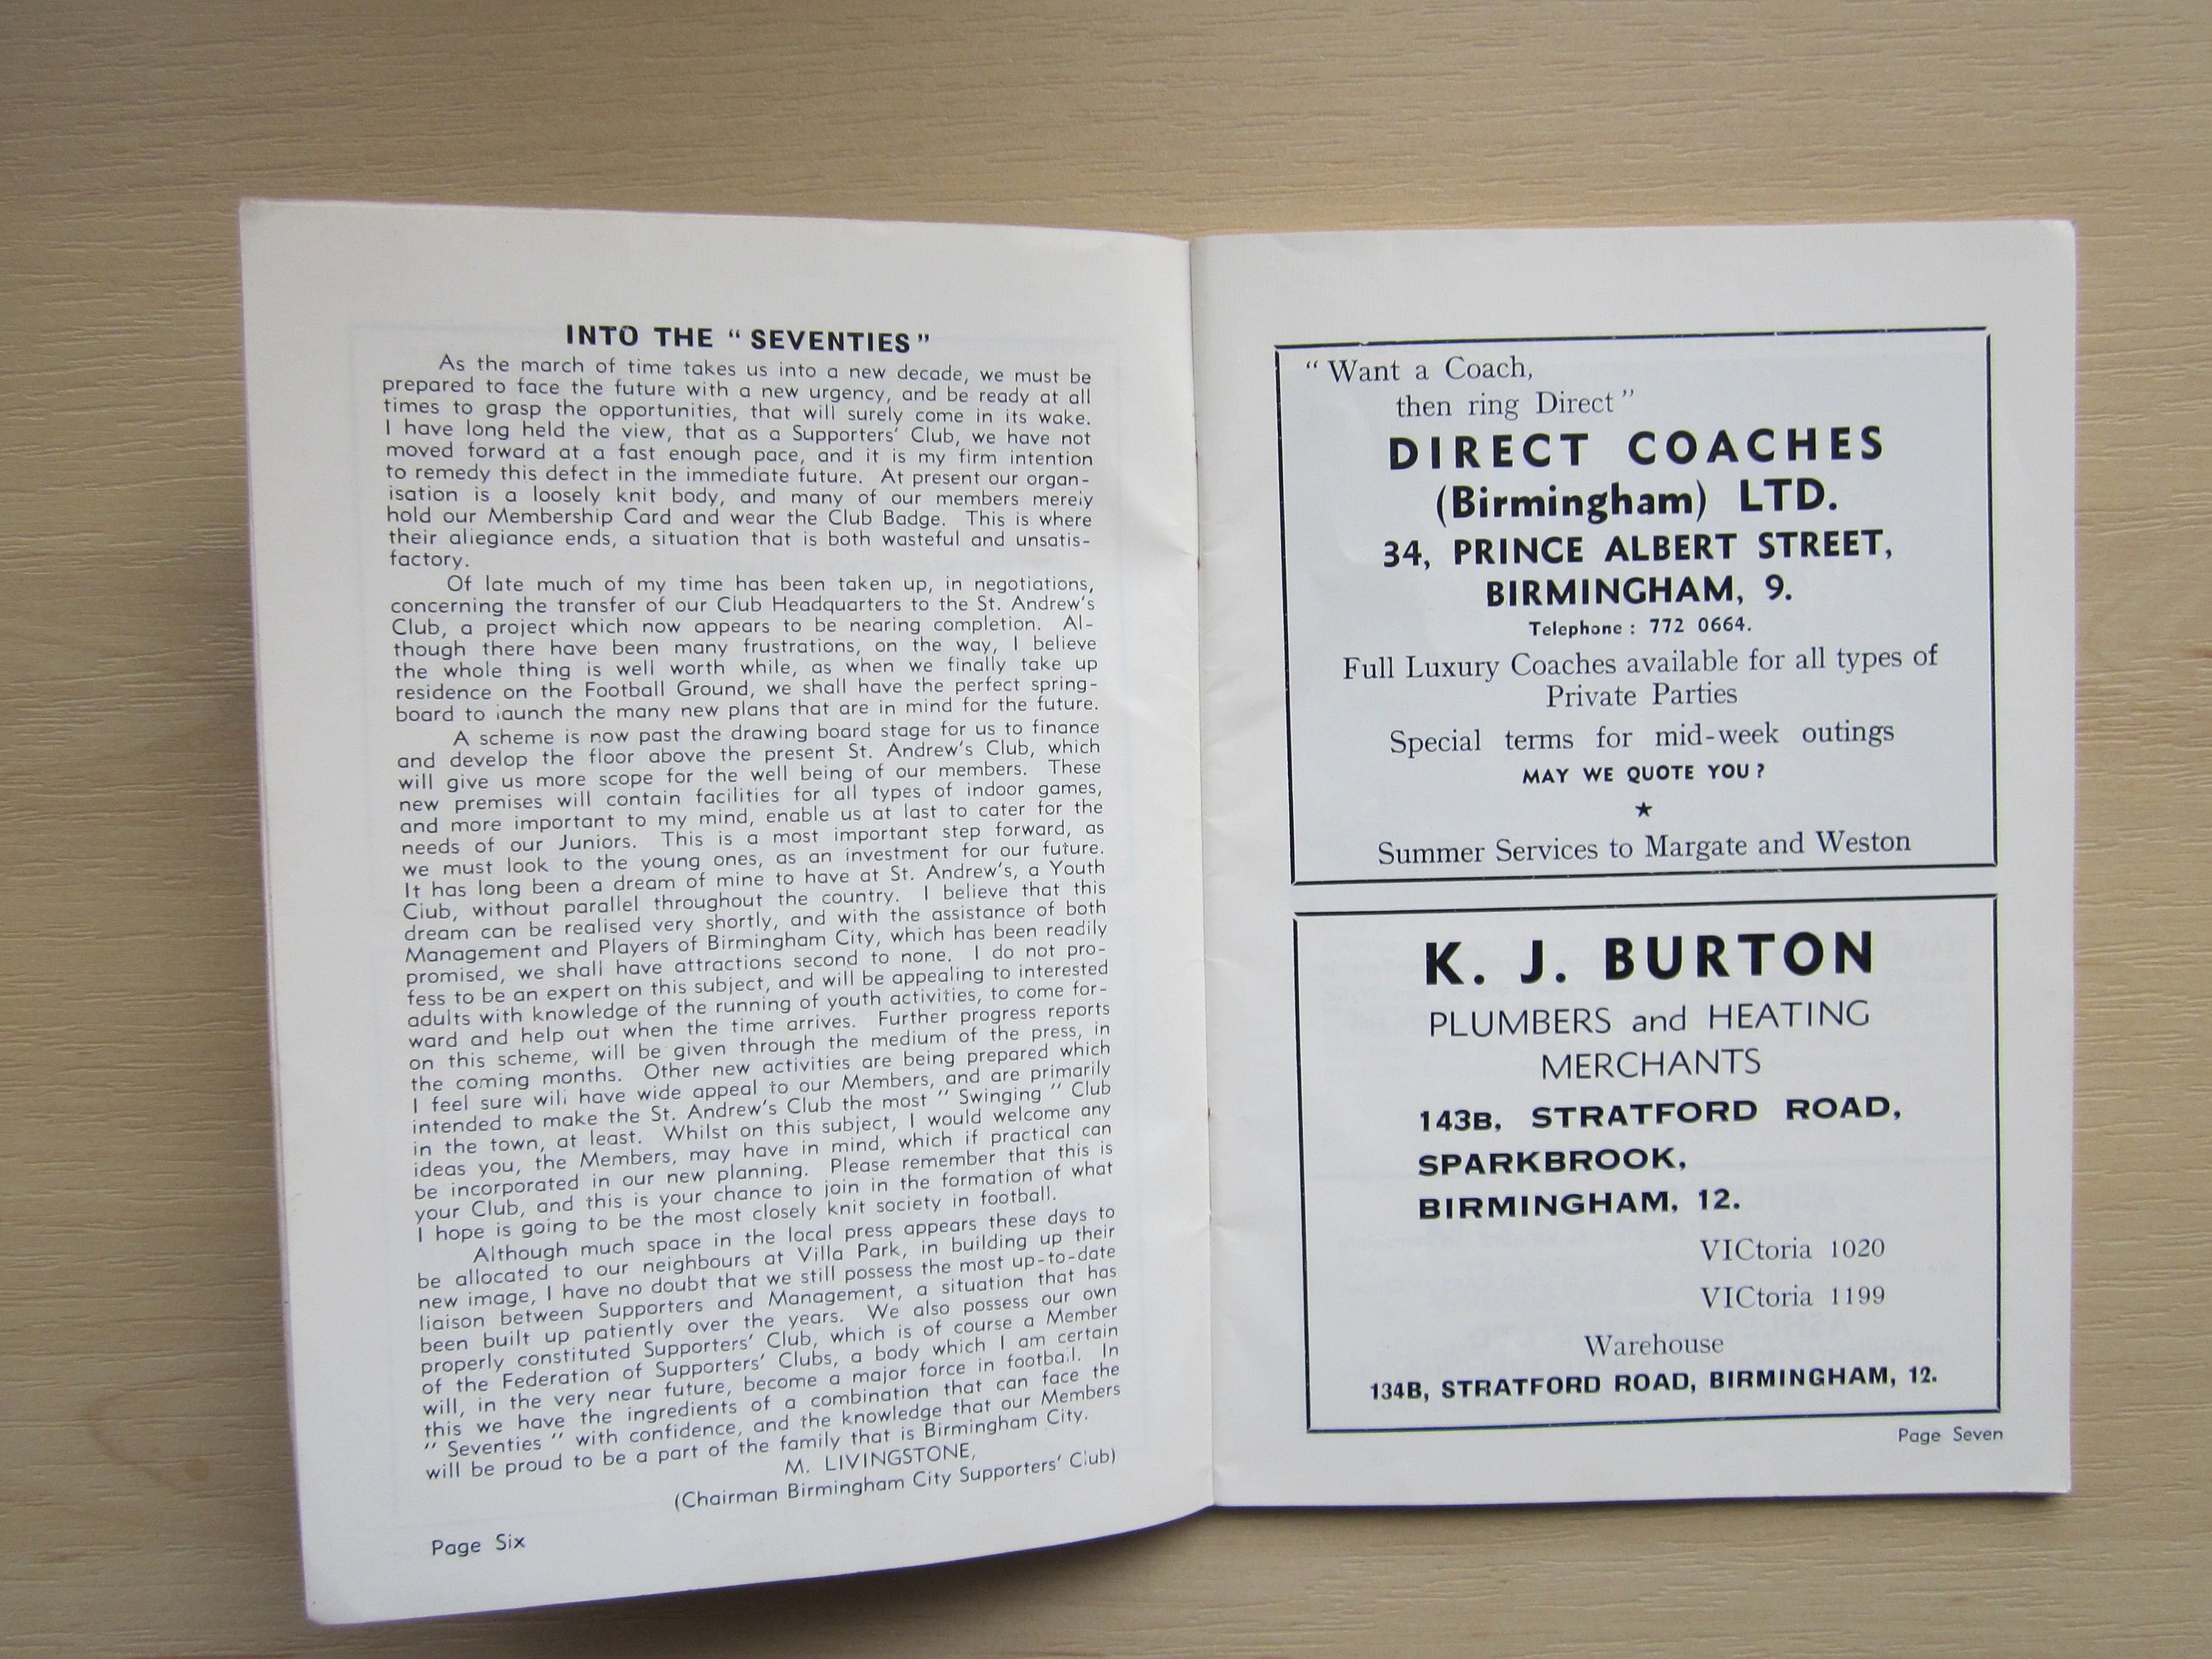 INTO THE " SEVENTIES "
As the march of time takes us into a new decade, we must be
prepared to face the future with a new urgency, and be ready at all
times to grasp the opportunities, that will surely come in its wake.
I have long held the view, that as a Supporters' Club, we have not
moved forward at a fast enough pace, and it is my firm intention
to remedy this defect in the immediate future. At present our organ-
isation is a loosely knit body, and many of our members merely
hold our Membership Card and wear the Club Badge. This is where
their allegiance ends, a situation that is both wasteful and unsatis-
factory.
Of late much of my time has been taken up, in negotiations,
concerning the transfer of our Club Headquarters to the St. Andrew's
Club, a project which now appears to be nearing completion. Al-
though there have been many frustrations, on the way, I believe
the whole thing is well worth while, as when we finally take up
residence on the Football Ground, we shall have the perfect spring-
board to launch the many new plans that are in mind for the future.
A scheme is now past the drawing board stage for us to finance
and develop the floor above the present St. Andrew's Club, which
will give us more scope for the well being of our members. These
new premises will contain facilities for all types of indoor games,
and more important to my mind, enable us at last to cater for the
needs of our Juniors. This is a most important step forward, as
we must look to the young ones, as an investment for our future.
It has long been a dream of mine to have at St. Andrew's, a Youth
Club, without parallel throughout the country. I believe that this
dream can be realised very shortly, and with the assistance of both
Management and Players of Birmingham City, which has been readily
promised, we shall have attractions second to none. I do not pro-
fess to be an expert on this subject, and will be appealing to interested
adults with knowledge of the running of youth activities, to come for-
ward and help out when the time arrives. Further progress reports
on this scheme, will be given through the medium of the press, in
the coming months. Other new activities are being prepared which
I feel sure will have wide appeal to our Members, and are primarily
intended to make the St. Andrew's Club the most " Swinging " Club
in the town, at least. Whilst on this subject, I would welcome any
ideas you, the Members, may have in mind, which if practical can
be incorporated in our new planning. Please remember that this is
your Club, and this is your chance to join in the formation of what
I hope is going to be the most closely knit society in football.
Although much space in the local press appears these days to
be allocated to our neighbours at Villa Park, in building up their
new image, I have no doubt that we still possess the most up-to-date
liaison between Supporters and Management, a situation that has
been built up patiently over the years. We also possess our own
properly constituted Supporters' Club, which is of course a Member
of the Federation of Supporters' Clubs, a body which I am certain
will, in the very near future, become a major force in football. In
this we have the ingredients of a combination that can face the
" Seventies " with confidence, and the knowledge that our Members
will be proud to be a part of the family that is Birmingham City.
M. LIVINGSTONE,
(Chairman Birmingham City Supporters' Club)
Page Six
" Want a Coach,
then ring Direct "
DIRECT COACHES
(Birmingham) LTD.
34, PRINCE ALBERT STREET,
BIRMINGHAM, 9.
Telephone : 772 0664.
Full Luxury Coaches available for all types of
Private Parties
Special terms for mid-week outings
MAY WE QUOTE YOU ?
★
Summer Services to Margate and Weston
K. J. BURTON
PLUMBERS and HEATING
MERCHANTS
143B, STRATFORD ROAD,
SPARKBROOK,
BIRMINGHAM, 12.
VICtoria 1020
VICtoria 1199
Warehouse
134B, STRATFORD ROAD, BIRMINGHAM, 12.
Page Seven